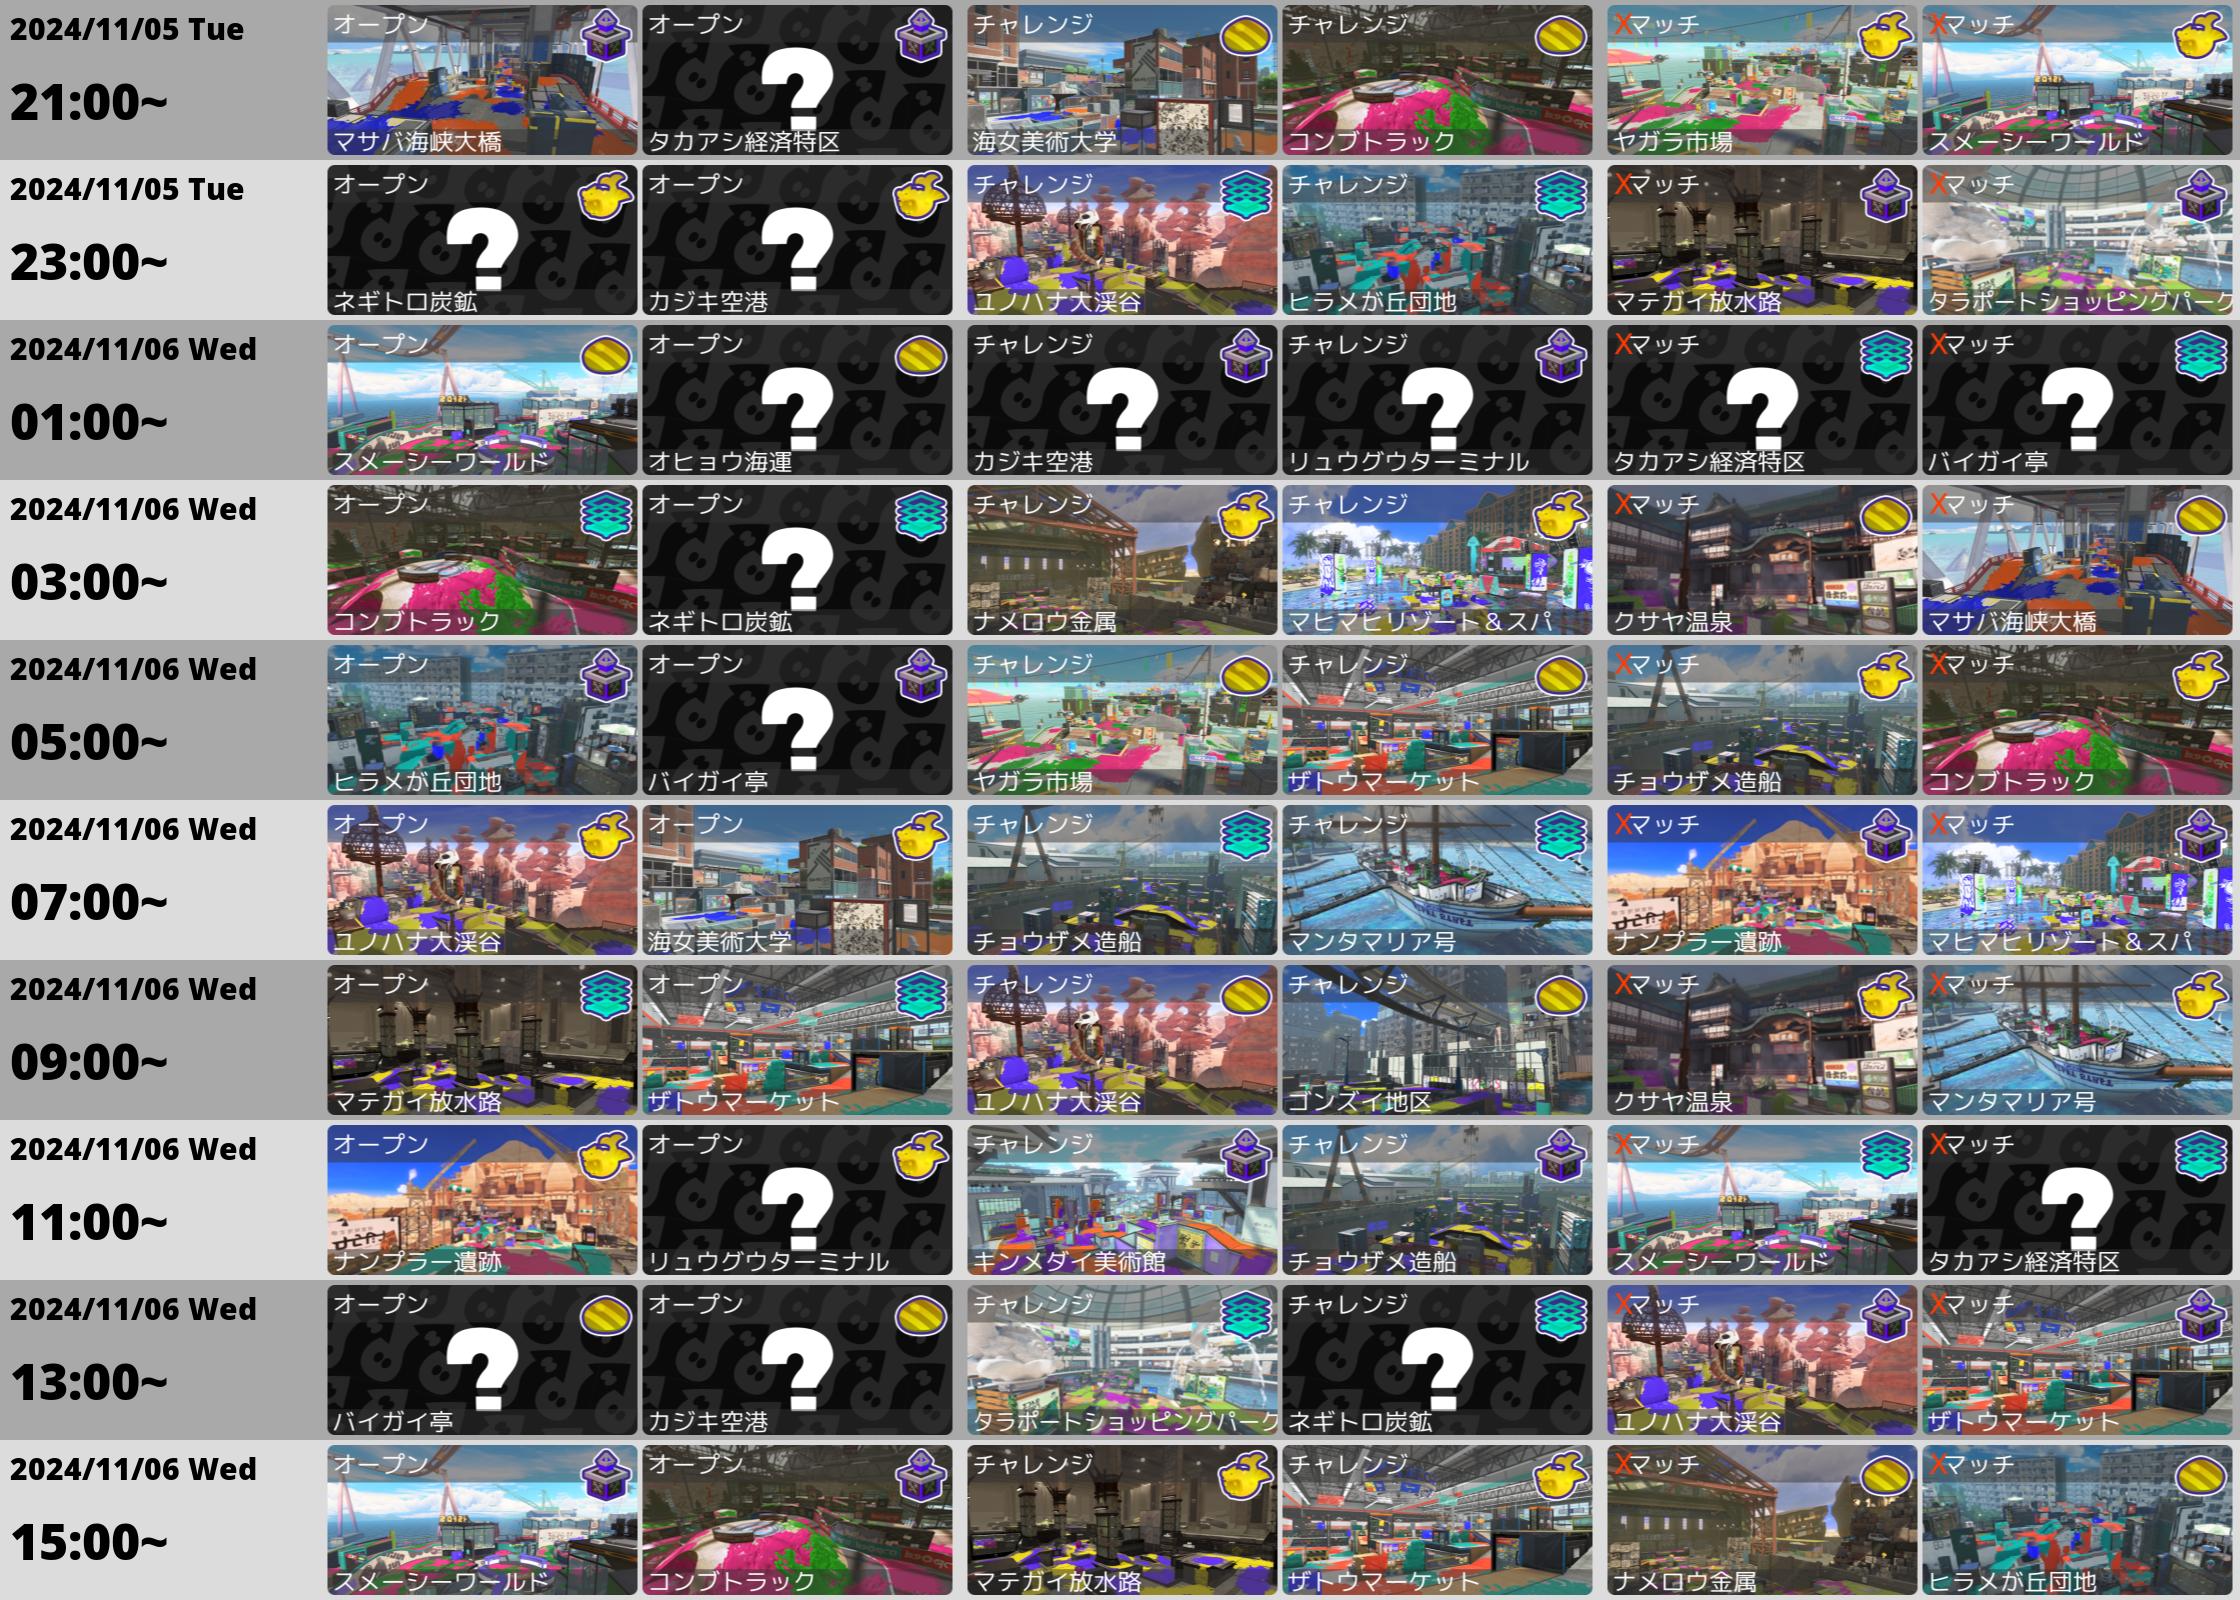 2024/11/05 Tue
21:00~
オープン
マサバ海峡大橋
オープン
タカアシ経済特区
チャレンジ
海女美術大学
チャレンジ
コンブトラック
Xマッチ
ヤガラ市場
Xマッチ
スメーシーワールド
2024/11/05 Tue
23:00~
オープン
ネギトロ炭鉱
オープン
カジキ空港
チャレンジ
ユノハナ大渓谷
チャレンジ
ヒラメが丘団地
Xマッチ
マテガイ放水路
Xマッチ
タラポートショッピングパーク
2024/11/06 Wed
01:00~
オープン
スメーシーワールド
オープン
オヒョウ海運
チャレンジ
カジキ空港
チャレンジ
リュウグウターミナル
Xマッチ
タカアシ経済特区
Xマッチ
バイガイ亭
2024/11/06 Wed
03:00~
オープン
コンブトラック
オープン
ネギトロ炭鉱
チャレンジ
ナメロウ金属
チャレンジ
マヒマヒリゾート&スパ
Xマッチ
クサヤ温泉
Xマッチ
マサバ海峡大橋
2024/11/06 Wed
05:00~
オープン
ヒラメが丘団地
オープン
バイガイ亭
チャレンジ
ヤガラ市場
チャレンジ
ザトウマーケット
Xマッチ
チョウザメ造船
Xマッチ
コンブトラック
2024/11/06 Wed
07:00~
オープン
ユノハナ大渓谷
オープン
海女美術大学
チャレンジ
チョウザメ造船
チャレンジ
マンタマリア号
Xマッチ
ナンプラー遺跡
Xマッチ
マヒマヒリゾート&スパ
2024/11/06 Wed
09:00~
オープン
マテガイ放水路
オープン
ザトウマーケット
チャレンジ
ユノハナ大渓谷
チャレンジ
ゴンズイ地区
Xマッチ
クサヤ温泉
Xマッチ
マンタマリア号
2024/11/06 Wed
11:00~
オープン
ナンプラー遺跡
オープン
リュウグウターミナル
チャレンジ
キンメダイ美術館
チャレンジ
チョウザメ造船
Xマッチ
スメーシーワールド
Xマッチ
タカアシ経済特区
2024/11/06 Wed
13:00~
オープン
バイガイ亭
オープン
カジキ空港
チャレンジ
タラポートショッピングパーク
チャレンジ
ネギトロ炭鉱
Xマッチ
ユノハナ大渓谷
Xマッチ
ザトウマーケット
2024/11/06 Wed
15:00~
オープン
スメーシーワールド
オープン
コンブトラック
チャレンジ
マテガイ放水路
チャレンジ
ザトウマーケット
Xマッチ
ナメロウ金属
Xマッチ
ヒラメが丘団地